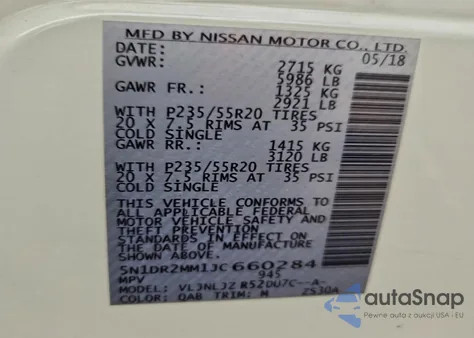 MFD BY NISSAN MOTOR CO., LTD.
DATE: 05/18
GVWR: 2715 KG
5986 LB
GAWR FR.: 1325 KG
2921 LB
WITH P235/55R20 TIRES
20 X 7.5 RIMS AT 35 PSI
COLD SINGLE
GAWR RR.: 1415 KG
3120 LB
WITH P235/55R20 TIRES
20 X 7.5 RIMS AT 35 PSI
COLD SINGLE
THIS VEHICLE CONFORMS TO
ALL APPLICABLE FEDERAL
MOTOR VEHICLE SAFETY AND
THEFT PREVENTION
STANDARDS IN EFFECT ON
THE DATE OF MANUFACTURE
SHOWN ABOVE
5N1DR2MM1JC660284
MPV 945
MODEL: VL3NLJZ R52DU7C--A-
COLOR: QAB TRIM: M ZS30A
autoSnap
Pewne auto z USA - EU